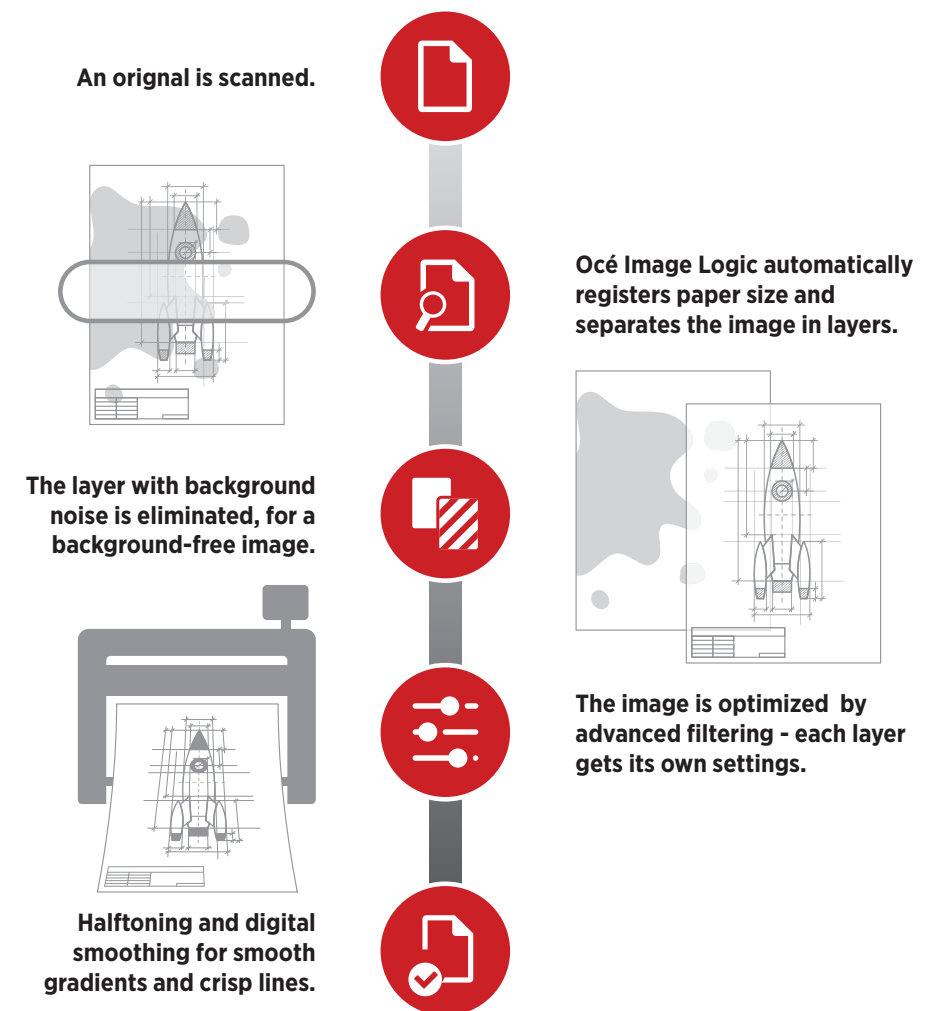 An orignal is scanned.
Océ Image Logic automatically
registers paper size and
separates the image in layers.
The layer with background
noise is eliminated, for a
background-free image.
The image is optimized by
advanced filtering - each layer
gets its own settings.
Halftoning and digital
smoothing for smooth
gradients and crisp lines.